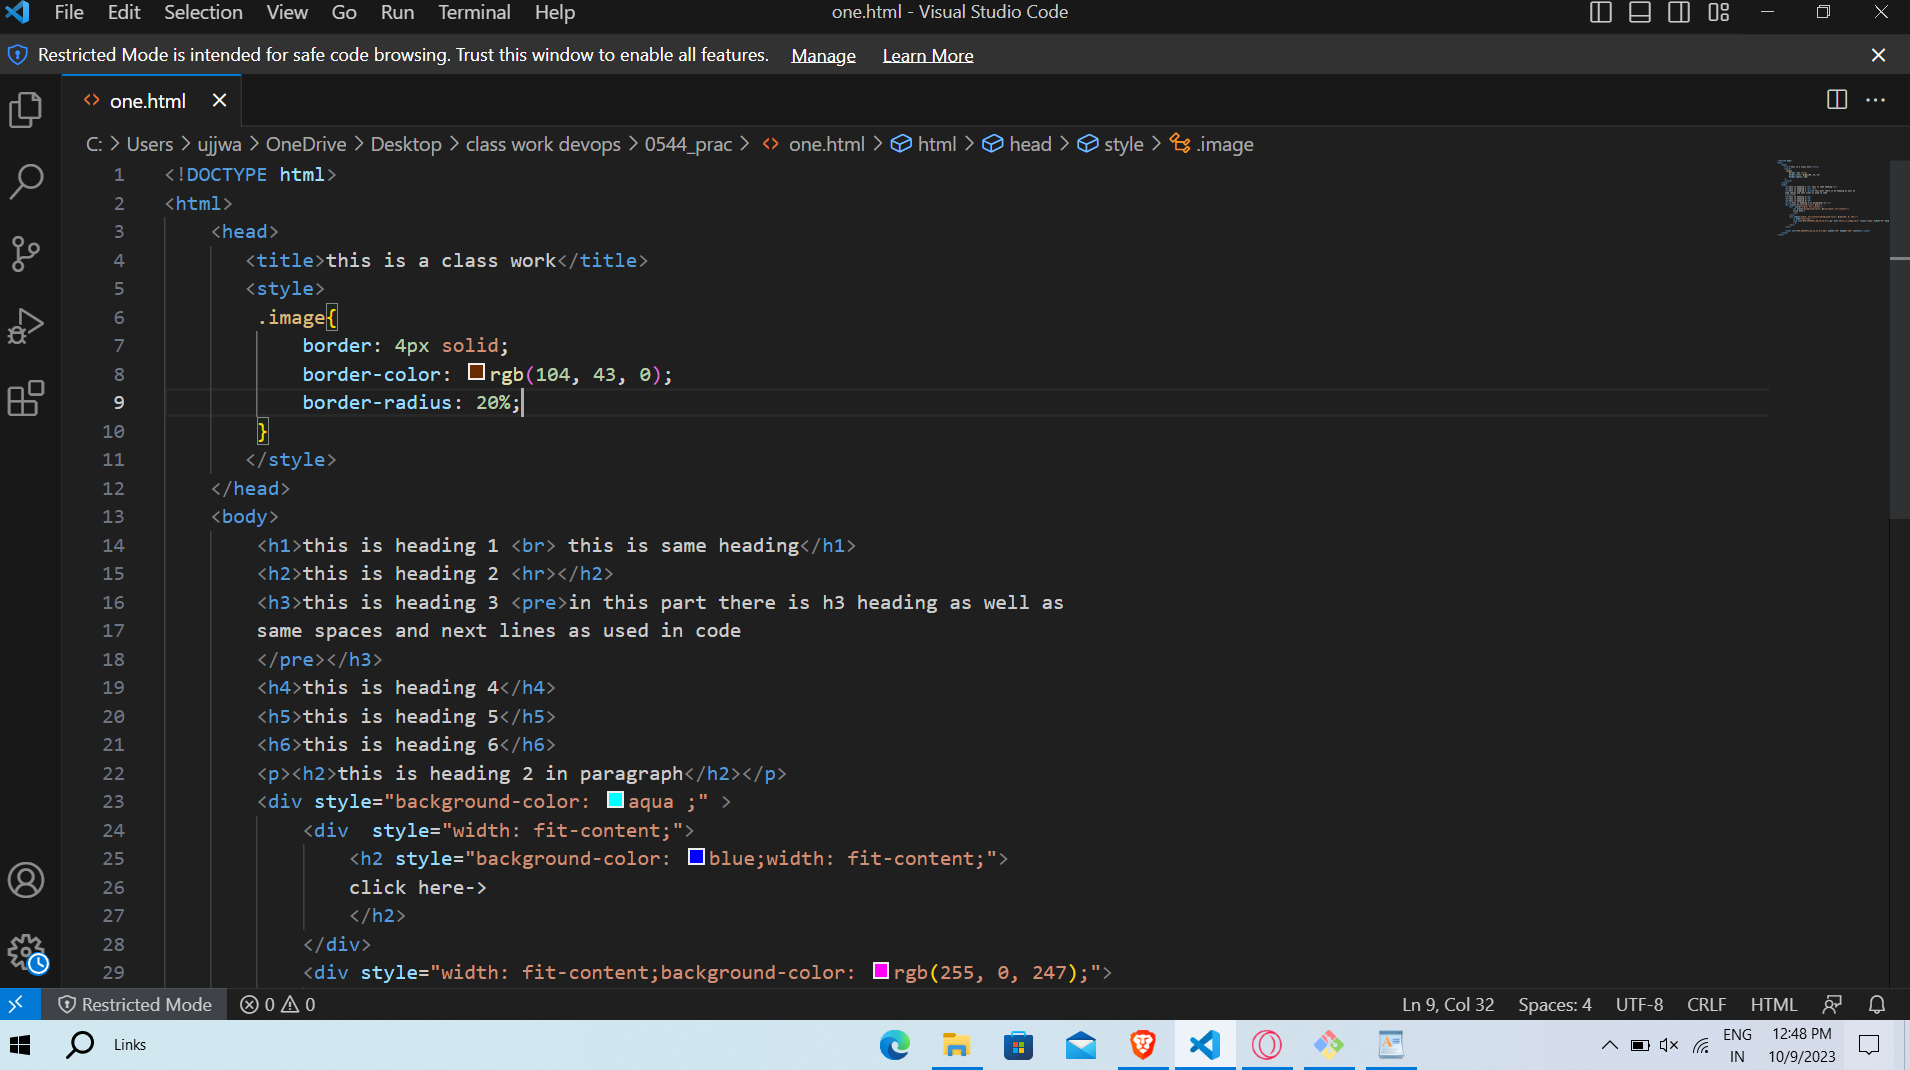 File Edit Selection View Go Run Terminal Help one.html - Visual Studio Code
Restricted Mode is intended for safe code browsing. Trust this window to enable all features. Manage Learn More
<> one.html
C: > Users > ujjwa > OneDrive > Desktop > class work devops > 0544_prac > <> one.html > html > head > style > .image
1 <!DOCTYPE html>
2 <html>
3 <head>
4 <title>this is a class work</title>
5 <style>
6 .image{
7 border: 4px solid;
8 border-color: rgb(104, 43, 0);
9 border-radius: 20%;
10 }
11 </style>
12 </head>
13 <body>
14 <h1>this is heading 1 <br> this is same heading</h1>
15 <h2>this is heading 2 <hr></h2>
16 <h3>this is heading 3 <pre>in this part there is h3 heading as well as
17 same spaces and next lines as used in code
18 </pre></h3>
19 <h4>this is heading 4</h4>
20 <h5>this is heading 5</h5>
21 <h6>this is heading 6</h6>
22 <p><h2>this is heading 2 in paragraph</h2></p>
23 <div style="background-color: aqua ;" >
24 <div  style="width: fit-content;">
25 <h2 style="background-color: blue;width: fit-content;">
26 click here->
27 </h2>
28 </div>
29 <div style="width: fit-content;background-color: rgb(255, 0, 247);">
Restricted Mode 0 0 Ln 9, Col 32 Spaces: 4 UTF-8 CRLF HTML
Links ENG 12:48 PM
IN 10/9/2023